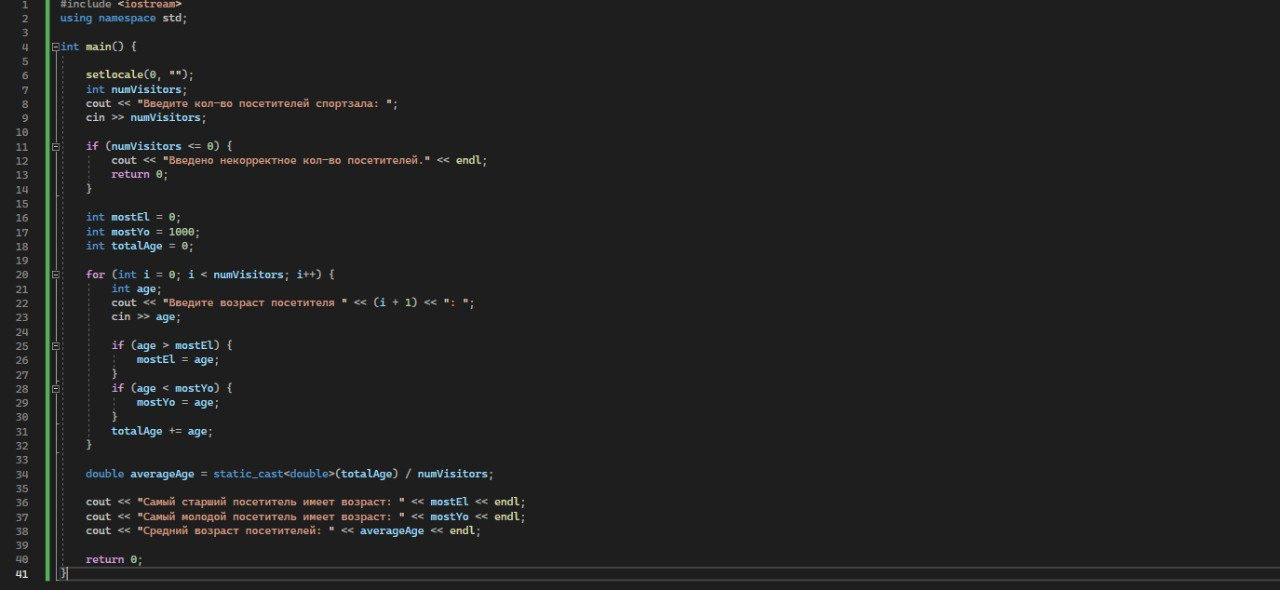 1 #include <iostream>
2 using namespace std;
3
4 int main() {
5
6 setlocale(0, "");
7 int numVisitors;
8 cout << "Введите кол-во посетителей спортзала: ";
9 cin >> numVisitors;
10
11 if (numVisitors <= 0) {
12 cout << "Введено некорректное кол-во посетителей." << endl;
13 return 0;
14 }
15
16 int mostEl = 0;
17 int mostYo = 1000;
18 int totalAge = 0;
19
20 for (int i = 0; i < numVisitors; i++) {
21 int age;
22 cout << "Введите возраст посетителя " << (i + 1) << ": ";
23 cin >> age;
24
25 if (age > mostEl) {
26 mostEl = age;
27 }
28 if (age < mostYo) {
29 mostYo = age;
30 }
31 totalAge += age;
32 }
33
34 double averageAge = static_cast<double>(totalAge) / numVisitors;
35
36 cout << "Самый старший посетитель имеет возраст: " << mostEl << endl;
37 cout << "Самый молодой посетитель имеет возраст: " << mostYo << endl;
38 cout << "Средний возраст посетителей: " << averageAge << endl;
39
40 return 0;
41 }